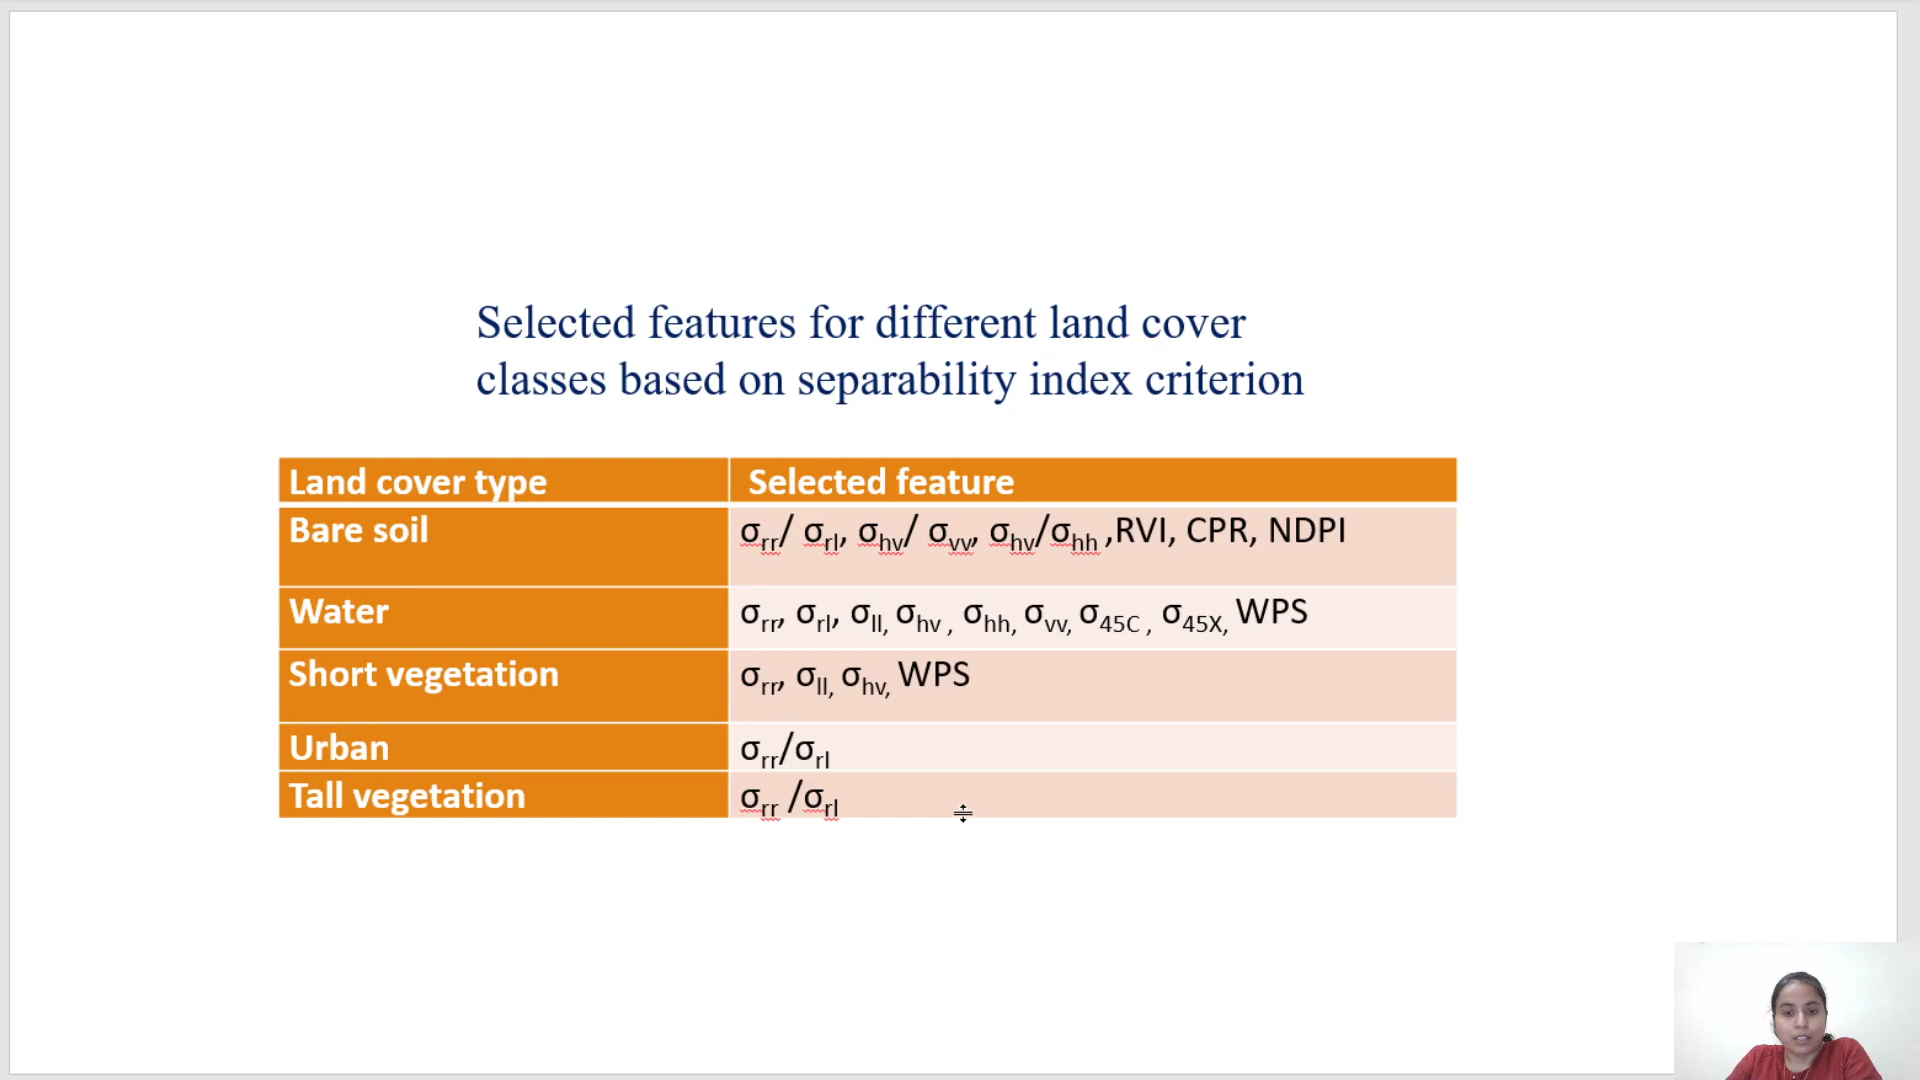 Selected features for different land cover
classes based on separability index criterion
Land cover type Selected feature
Bare soil σrr/ σrl, σhv/ σvv, σhv/σhh ,RVI, CPR, NDPI
Water σrr, σrl, σll, σhv , σhh, σvv, σ45C , σ45X, WPS
Short vegetation σrr, σll, σhv, WPS
Urban σrr/σrl
Tall vegetation σrr /σrl